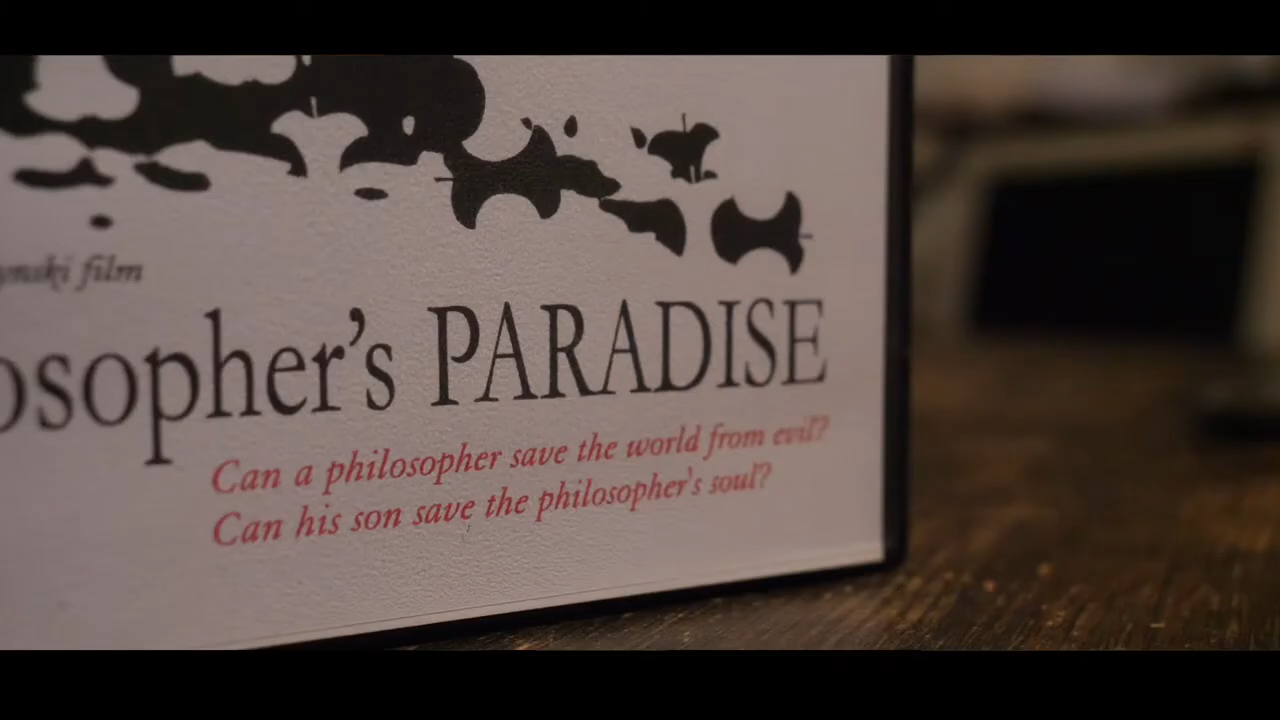 film
osopher's PARADISE
Can a philosopher save the world from evil?
Can his son save the philosopher's soul?